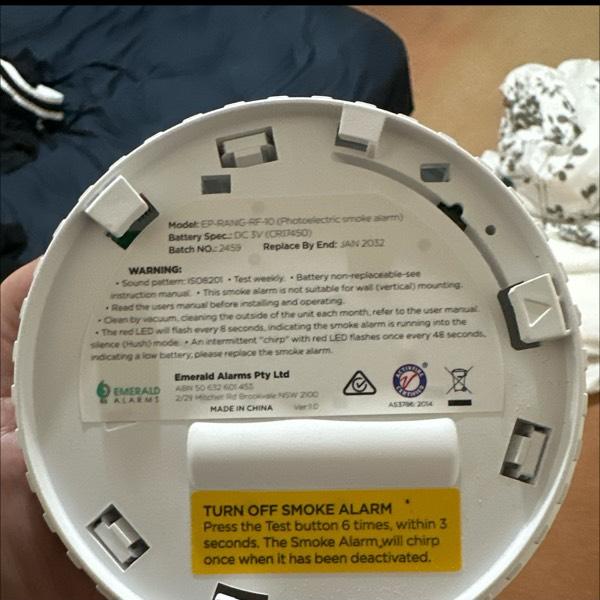 Model: EP-RANG-RF-10 (Photoelectric smoke alarm)
Battery Spec.: DC 3V (CR17450)
Batch NO.: 2459 Replace By End: JAN 2032
WARNING:
• Sound pattern: ISO8201 • Test weekly. • Battery non-replaceable-see
instruction manual. • This smoke alarm is not suitable for wall (vertical) mounting.
• Read the users manual before installing and operating.
• Clean by vacuum, cleaning the outside of the unit each month, refer to the user manual.
• The red LED will flash every 8 seconds, indicating the smoke alarm is running into the
silence (Hush) mode. • An intermittent "chirp" with red LED flashes once every 48 seconds,
indicating a low battery, please replace the smoke alarm.
EMERALD
ALARMS
Emerald Alarms Pty Ltd
ABN 50 632 601 455
2/29 Mitchell Rd Brookvale NSW 2100
MADE IN CHINA Ver:1.0
AS3786: 2014
TURN OFF SMOKE ALARM
Press the Test button 6 times, within 3
seconds. The Smoke Alarm,will chirp
once when it has been deactivated.